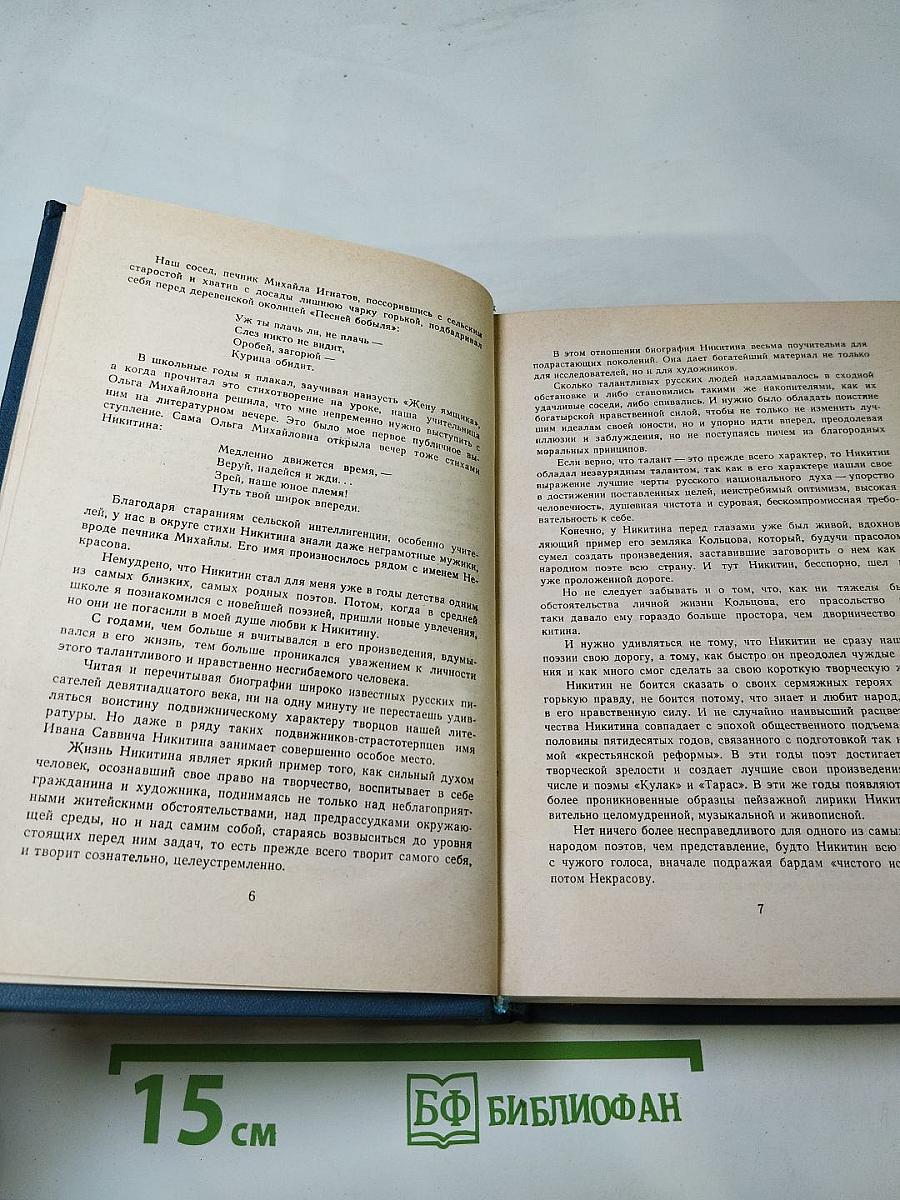 Наш сосед, печник Михайла Игнатов, поссорившись с сельским
старостой и хватив с досады лишнюю чарку горькой, подбадривал
себя перед деревенской околицей «Песней бобыля»:
Уж ты плачь ли, не плачь —
Слез никто не видит,
Оробей, загорюй —
Курица обидит.
В школьные годы я плакал, заучивая наизусть «Жену ямщика»,
а когда прочитал это стихотворение на уроке, наша учительница
Ольга Михайловна решила, что мне непременно нужно выступить с
ним на литературном вечере. Это было мое первое публичное вы-
ступление. Сама Ольга Михайловна открыла вечер тоже стихами
Никитина:
Медленно движется время, —
Веруй, надейся и жди...
Зрей, наше юное племя!
Путь твой широк впереди.
Благодаря стараниям сельской интеллигенции, особенно учите-
лей, у нас в округе стихи Никитина знали даже неграмотные мужики,
вроде печника Михайлы. Его имя произносилось рядом с именем Не-
красова.
Немудрено, что Никитин стал для меня уже в годы детства одним
из самых близких, самых родных поэтов. Потом, когда в средней
школе я познакомился с новейшей поэзией, пришли новые увлечения,
но они не погасили в моей душе любви к Никитину.
С годами, чем больше я вчитывался в его произведения, вдумы-
вался в его жизнь, тем больше проникался уважением к личности
этого талантливого и нравственно несгибаемого человека.
Читая и перечитывая биографии широко известных русских пи-
сателей девятнадцатого века, ни на одну минуту не перестаешь удив-
ляться воистину подвижническому характеру творцов нашей лите-
ратуры. Но даже в ряду таких подвижников-страстотерпцев имя
Ивана Саввича Никитина занимает совершенно особое место.
Жизнь Никитина являет яркий пример того, как сильный духом
человек, осознавший свое право на творчество, воспитывает в себе
гражданина и художника, поднимаясь не только над неблагоприят-
ными житейскими обстоятельствами, над предрассудками окружаю-
щей среды, но и над самим собой, стараясь возвыситься до уровня
стоящих перед ним задач, то есть прежде всего творит самого себя,
и творит сознательно, целеустремленно.
6
В этом отношении биография Никитина весьма поучительна для
подрастающих поколений. Она дает богатейший материал не только
для исследователей, но и для художников.
Сколько талантливых русских людей надламывалось в сходной
обстановке и либо становились такими же накопителями, как их
удачливые соседи, либо спивались. И нужно было обладать поистине
богатырской нравственной силой, чтобы не только не изменить луч-
шим идеалам своей юности, но и упорно идти вперед, преодолевая
иллюзии и заблуждения, но не поступаясь ничем из благородных
моральных принципов.
Если верно, что талант — это прежде всего характер, то Никитин
обладал незаурядным талантом, так как в его характере нашли свое
выражение лучшие черты русского национального духа — упорство
в достижении поставленных целей, неистребимый оптимизм, высокая
человечность, душевная чистота и суровая, бескомпромиссная требо-
вательность к себе.
Конечно, у Никитина перед глазами уже был живой, вдохнов
ляющий пример его земляка Кольцова, который, будучи прасолом
сумел создать произведения, заставившие заговорить о нем как
народном поэте всю страну. И тут Никитин, бесспорно, шел
уже проложенной дороге.
Но не следует забывать и о том, что, как ни тяжелы бы
обстоятельства личной жизни Кольцова, его прасольство
таки давало ему гораздо больше простора, чем дворничество
китина.
И нужно удивляться не тому, что Никитин не сразу наш
поэзии свою дорогу, а тому, как быстро он преодолел чуждые
ния и как много смог сделать за свою короткую творческую ж
Никитин не боится сказать о своих сермяжных героях
горькую правду, не боится потому, что знает и любит народ,
в его нравственную силу. И не случайно наивысший расцвет
чества Никитина совпадает с эпохой общественного подъема
половины пятидесятых годов, связанного с подготовкой так н
мой «крестьянской реформы». В эти годы поэт достигает
творческой зрелости и создает лучшие свои произведения
числе и поэмы «Кулак» и «Тарас». В эти же годы появляют
более проникновенные образцы пейзажной лирики Никит
вительно целомудренной, музыкальной и живописной.
Нет ничего более несправедливого для одного из самых
народом поэтов, чем представление, будто Никитин всю
с чужого голоса, вначале подражая бардам «чистого ис
потом Некрасову.
7
15 см
БФ БИБЛИОФАН